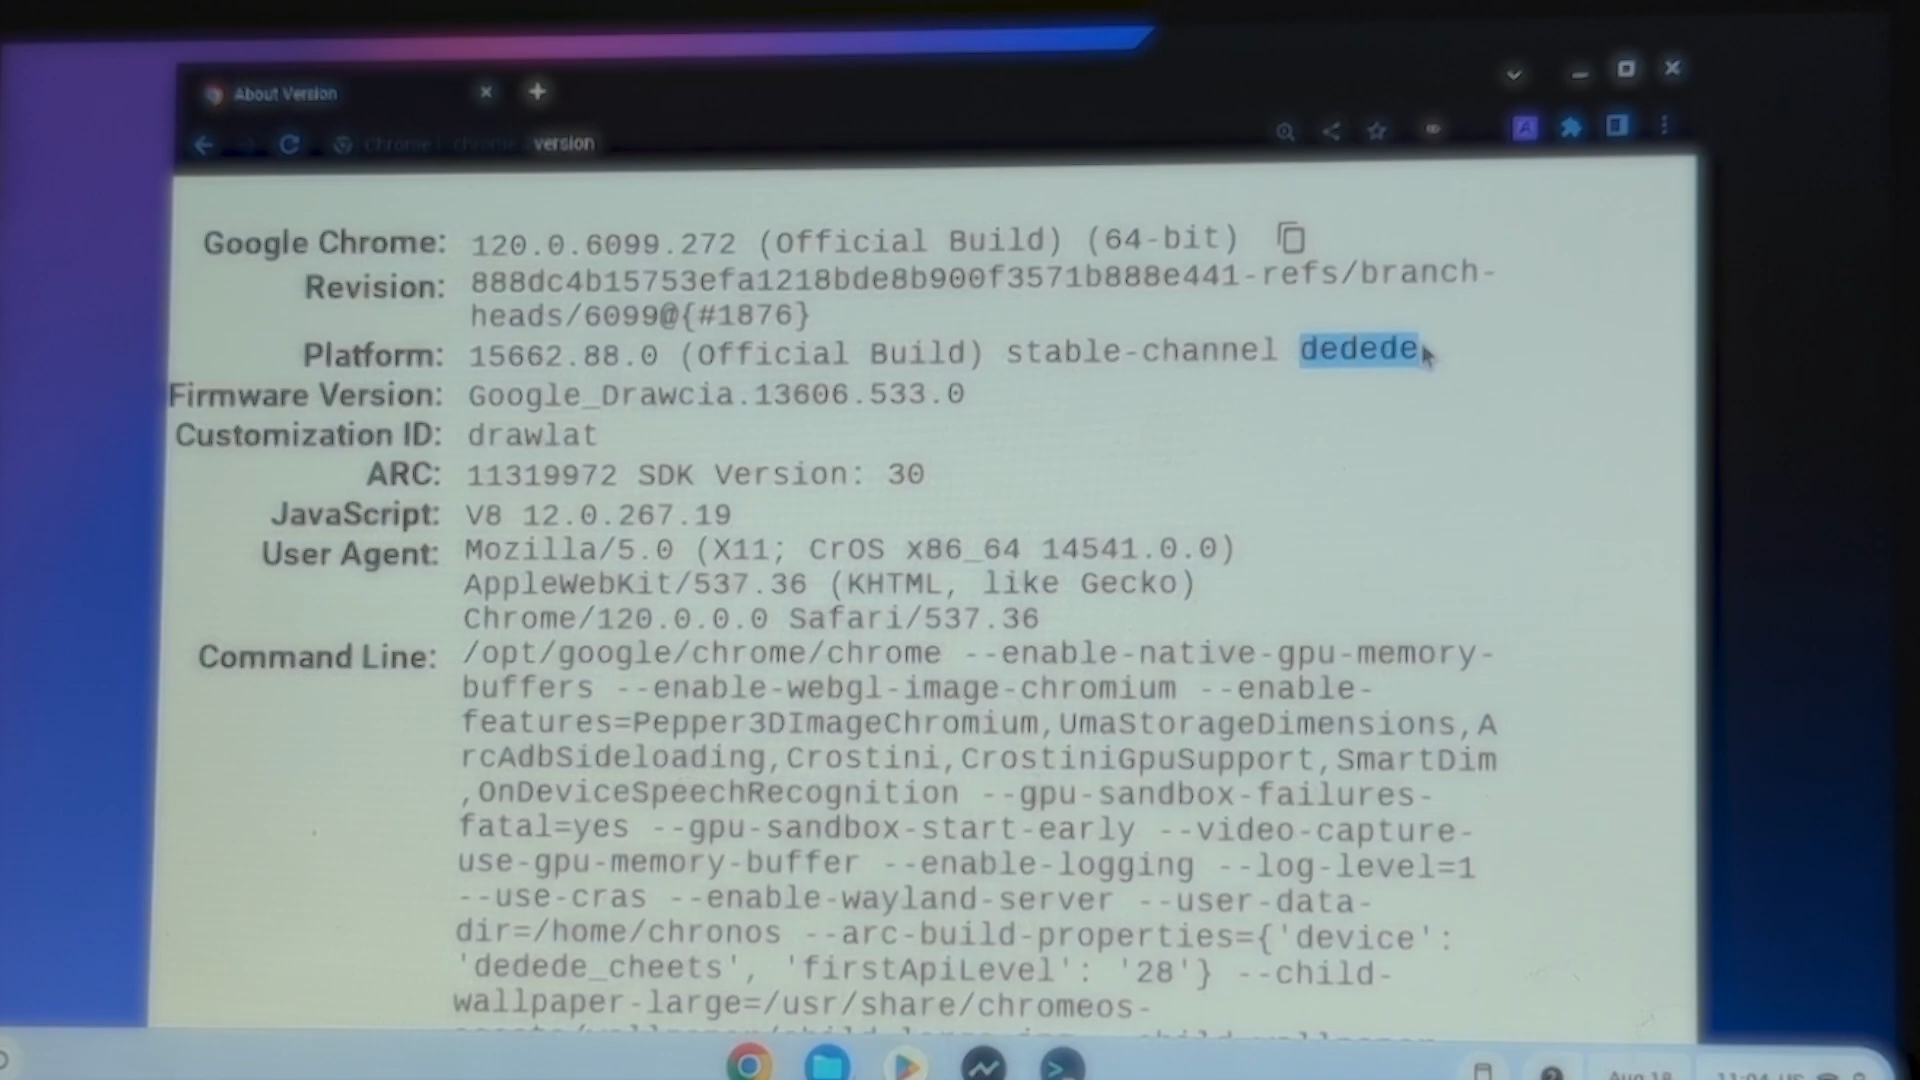 About Version
Chrome | chrome version
Google Chrome: 120.0.6099.272 (Official Build) (64-bit)
Revision: 888dc4b15753efa1218bde8b900f3571b888e441-refs/branch-
heads/6099@{#1876}
Platform: 15662.88.0 (Official Build) stable-channel dedede
Firmware Version: Google_Drawcia.13606.533.0
Customization ID: drawlat
ARC: 11319972 SDK Version: 30
JavaScript: V8 12.0.267.19
User Agent: Mozilla/5.0 (X11; CrOS x86_64 14541.0.0)
AppleWebKit/537.36 (KHTML, like Gecko)
Chrome/120.0.0.0 Safari/537.36
Command Line: /opt/google/chrome/chrome --enable-native-gpu-memory-
buffers --enable-webgl-image-chromium --enable-
features=Pepper3DImageChromium,UmaStorageDimensions,A
rcAdbSideloading,Crostini,CrostiniGpuSupport,SmartDim
,OnDeviceSpeechRecognition --gpu-sandbox-failures-
fatal=yes --gpu-sandbox-start-early --video-capture-
use-gpu-memory-buffer --enable-logging --log-level=1
--use-cras --enable-wayland-server --user-data-
dir=/home/chronos --arc-build-properties={'device':
'dedede_cheets', 'firstApiLevel': '28'} --child-
wallpaper-large=/usr/share/chromeos-
Aug 18 11:04 US